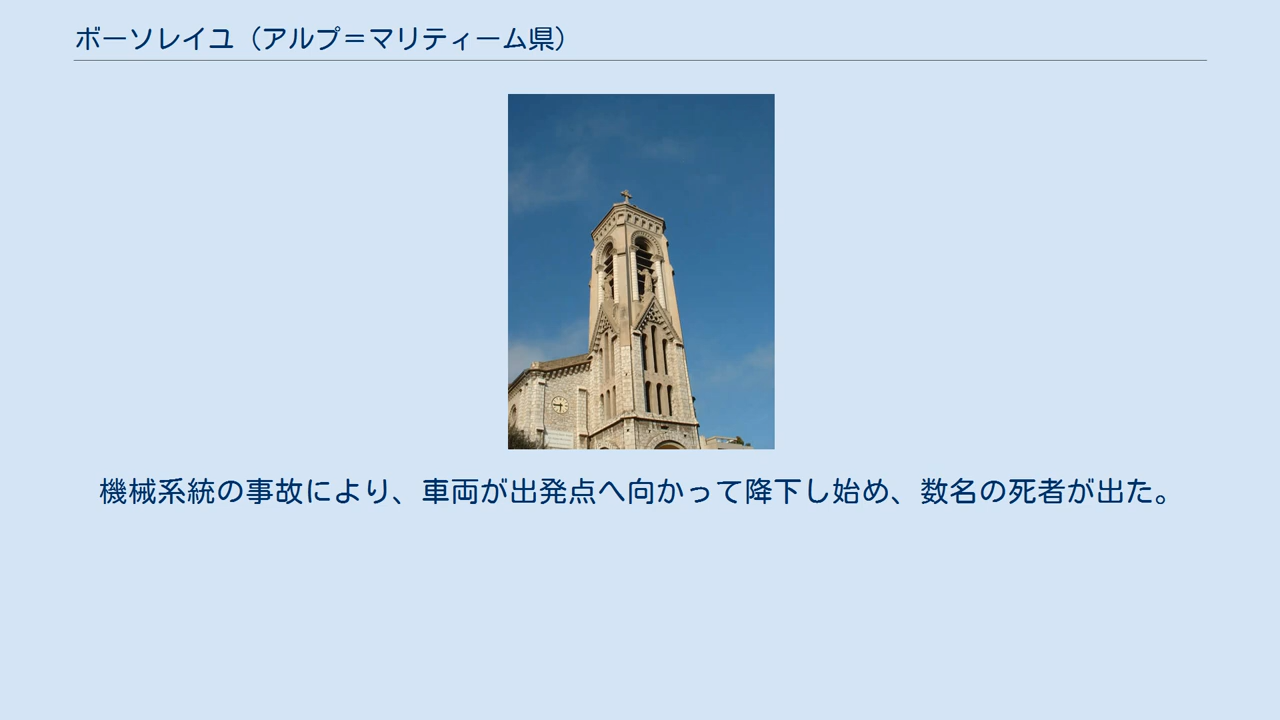 ボーソレイユ（アルプ＝マリティーム県）
機械系統の事故により、車両が出発点へ向かって降下し始め、数名の死者が出た。